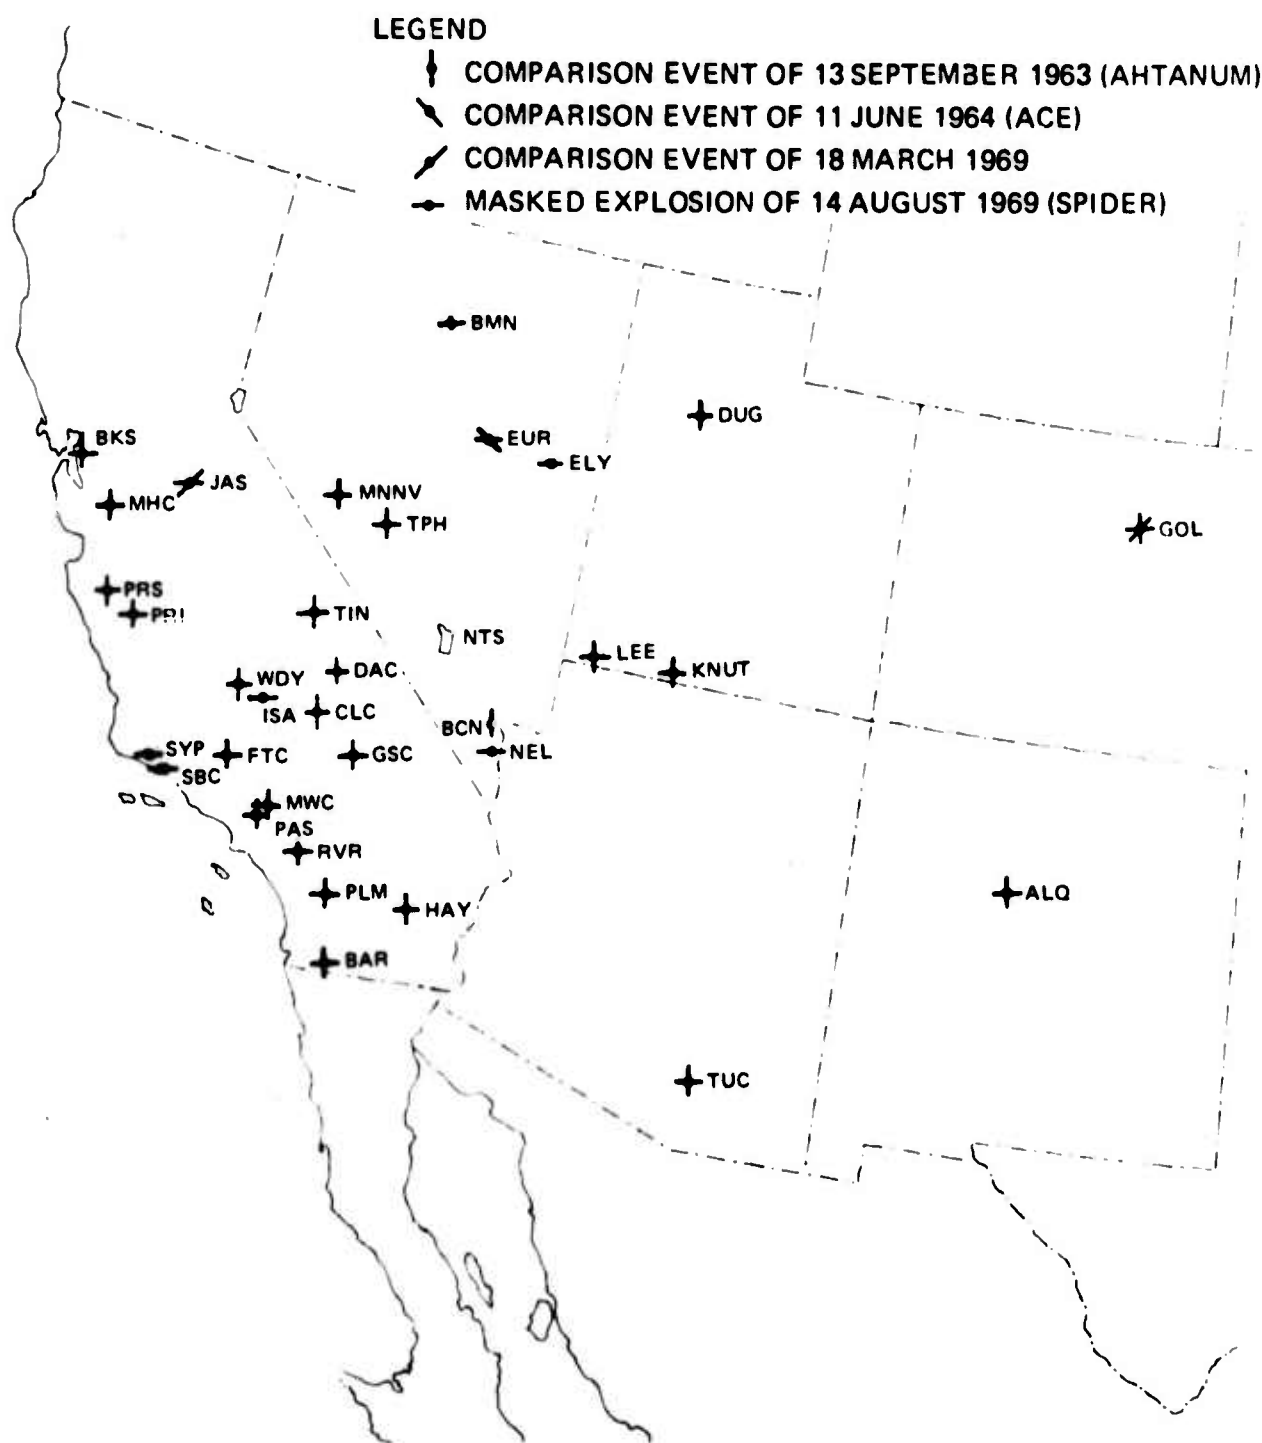 LEGEND
COMPARISON EVENT OF 13 SEPTEMBER 1963 (AHTANUM)
COMPARISON EVENT OF 11 JUNE 1964 (ACE)
COMPARISON EVENT OF 18 MARCH 1969
MASKED EXPLOSION OF 14 AUGUST 1969 (SPIDER)
BMN
DUG
BKS
EUR
ELY
JAS
MNNV
MHC
TPH
GOL
PRS
PRI
TIN
NTS
LEE
WDY
DAC
KNUT
ISA
CLC
BCN
SYP
FTC
GSC
NEL
SBC
MWC
PAS
RVR
PLM
HAY
ALQ
BAR
TUC